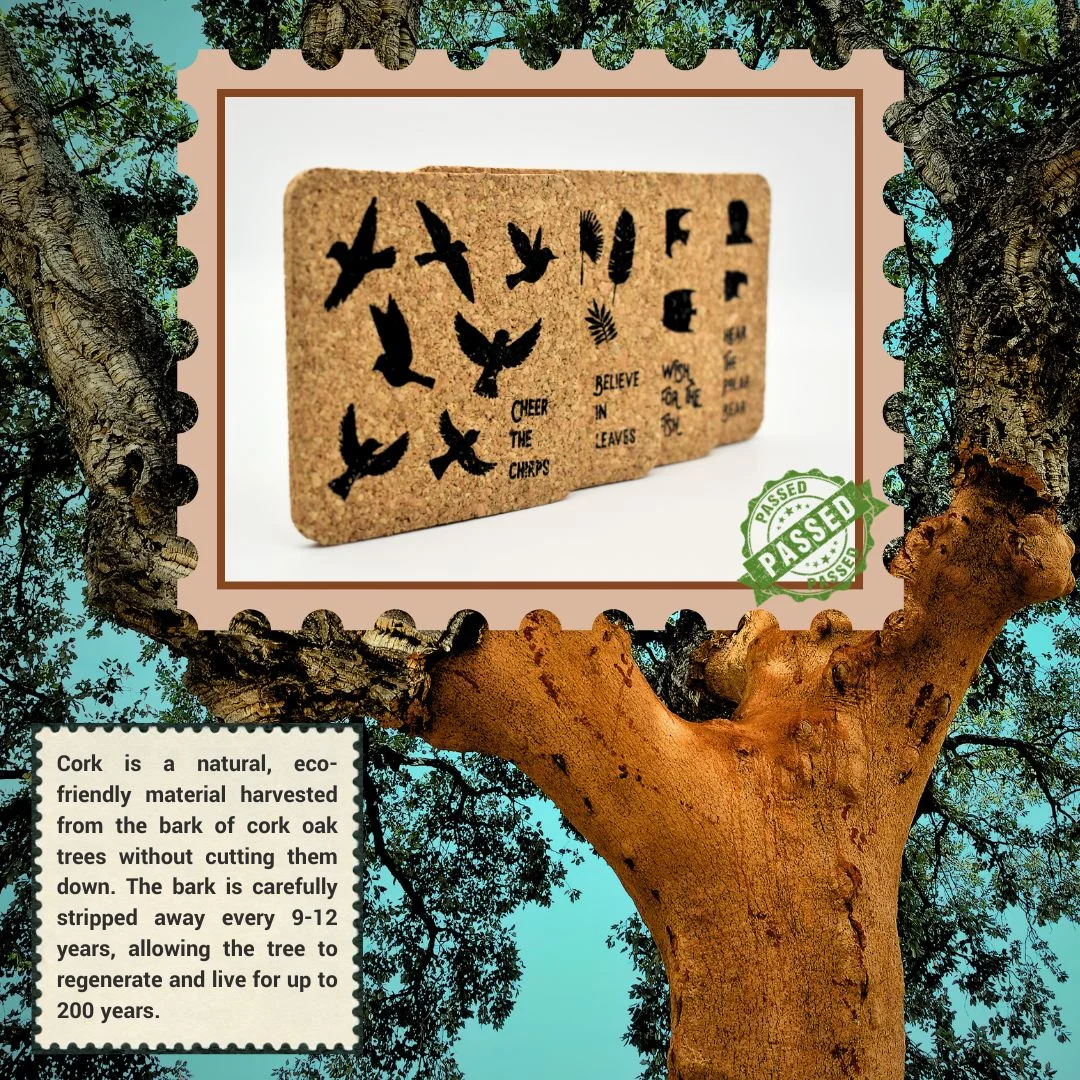 CHEER
THE
CHIRPS
BELIEVE
IN
LEAVES
WISH
FOR THE
FISH
HEAR
THE
POLAR
BEAR
PASSED
PASSED
PASSED
Cork is a natural, eco-
friendly material harvested
from the bark of cork oak
trees without cutting them
down. The bark is carefully
stripped away every 9-12
years, allowing the tree to
regenerate and live for up to
200 years.